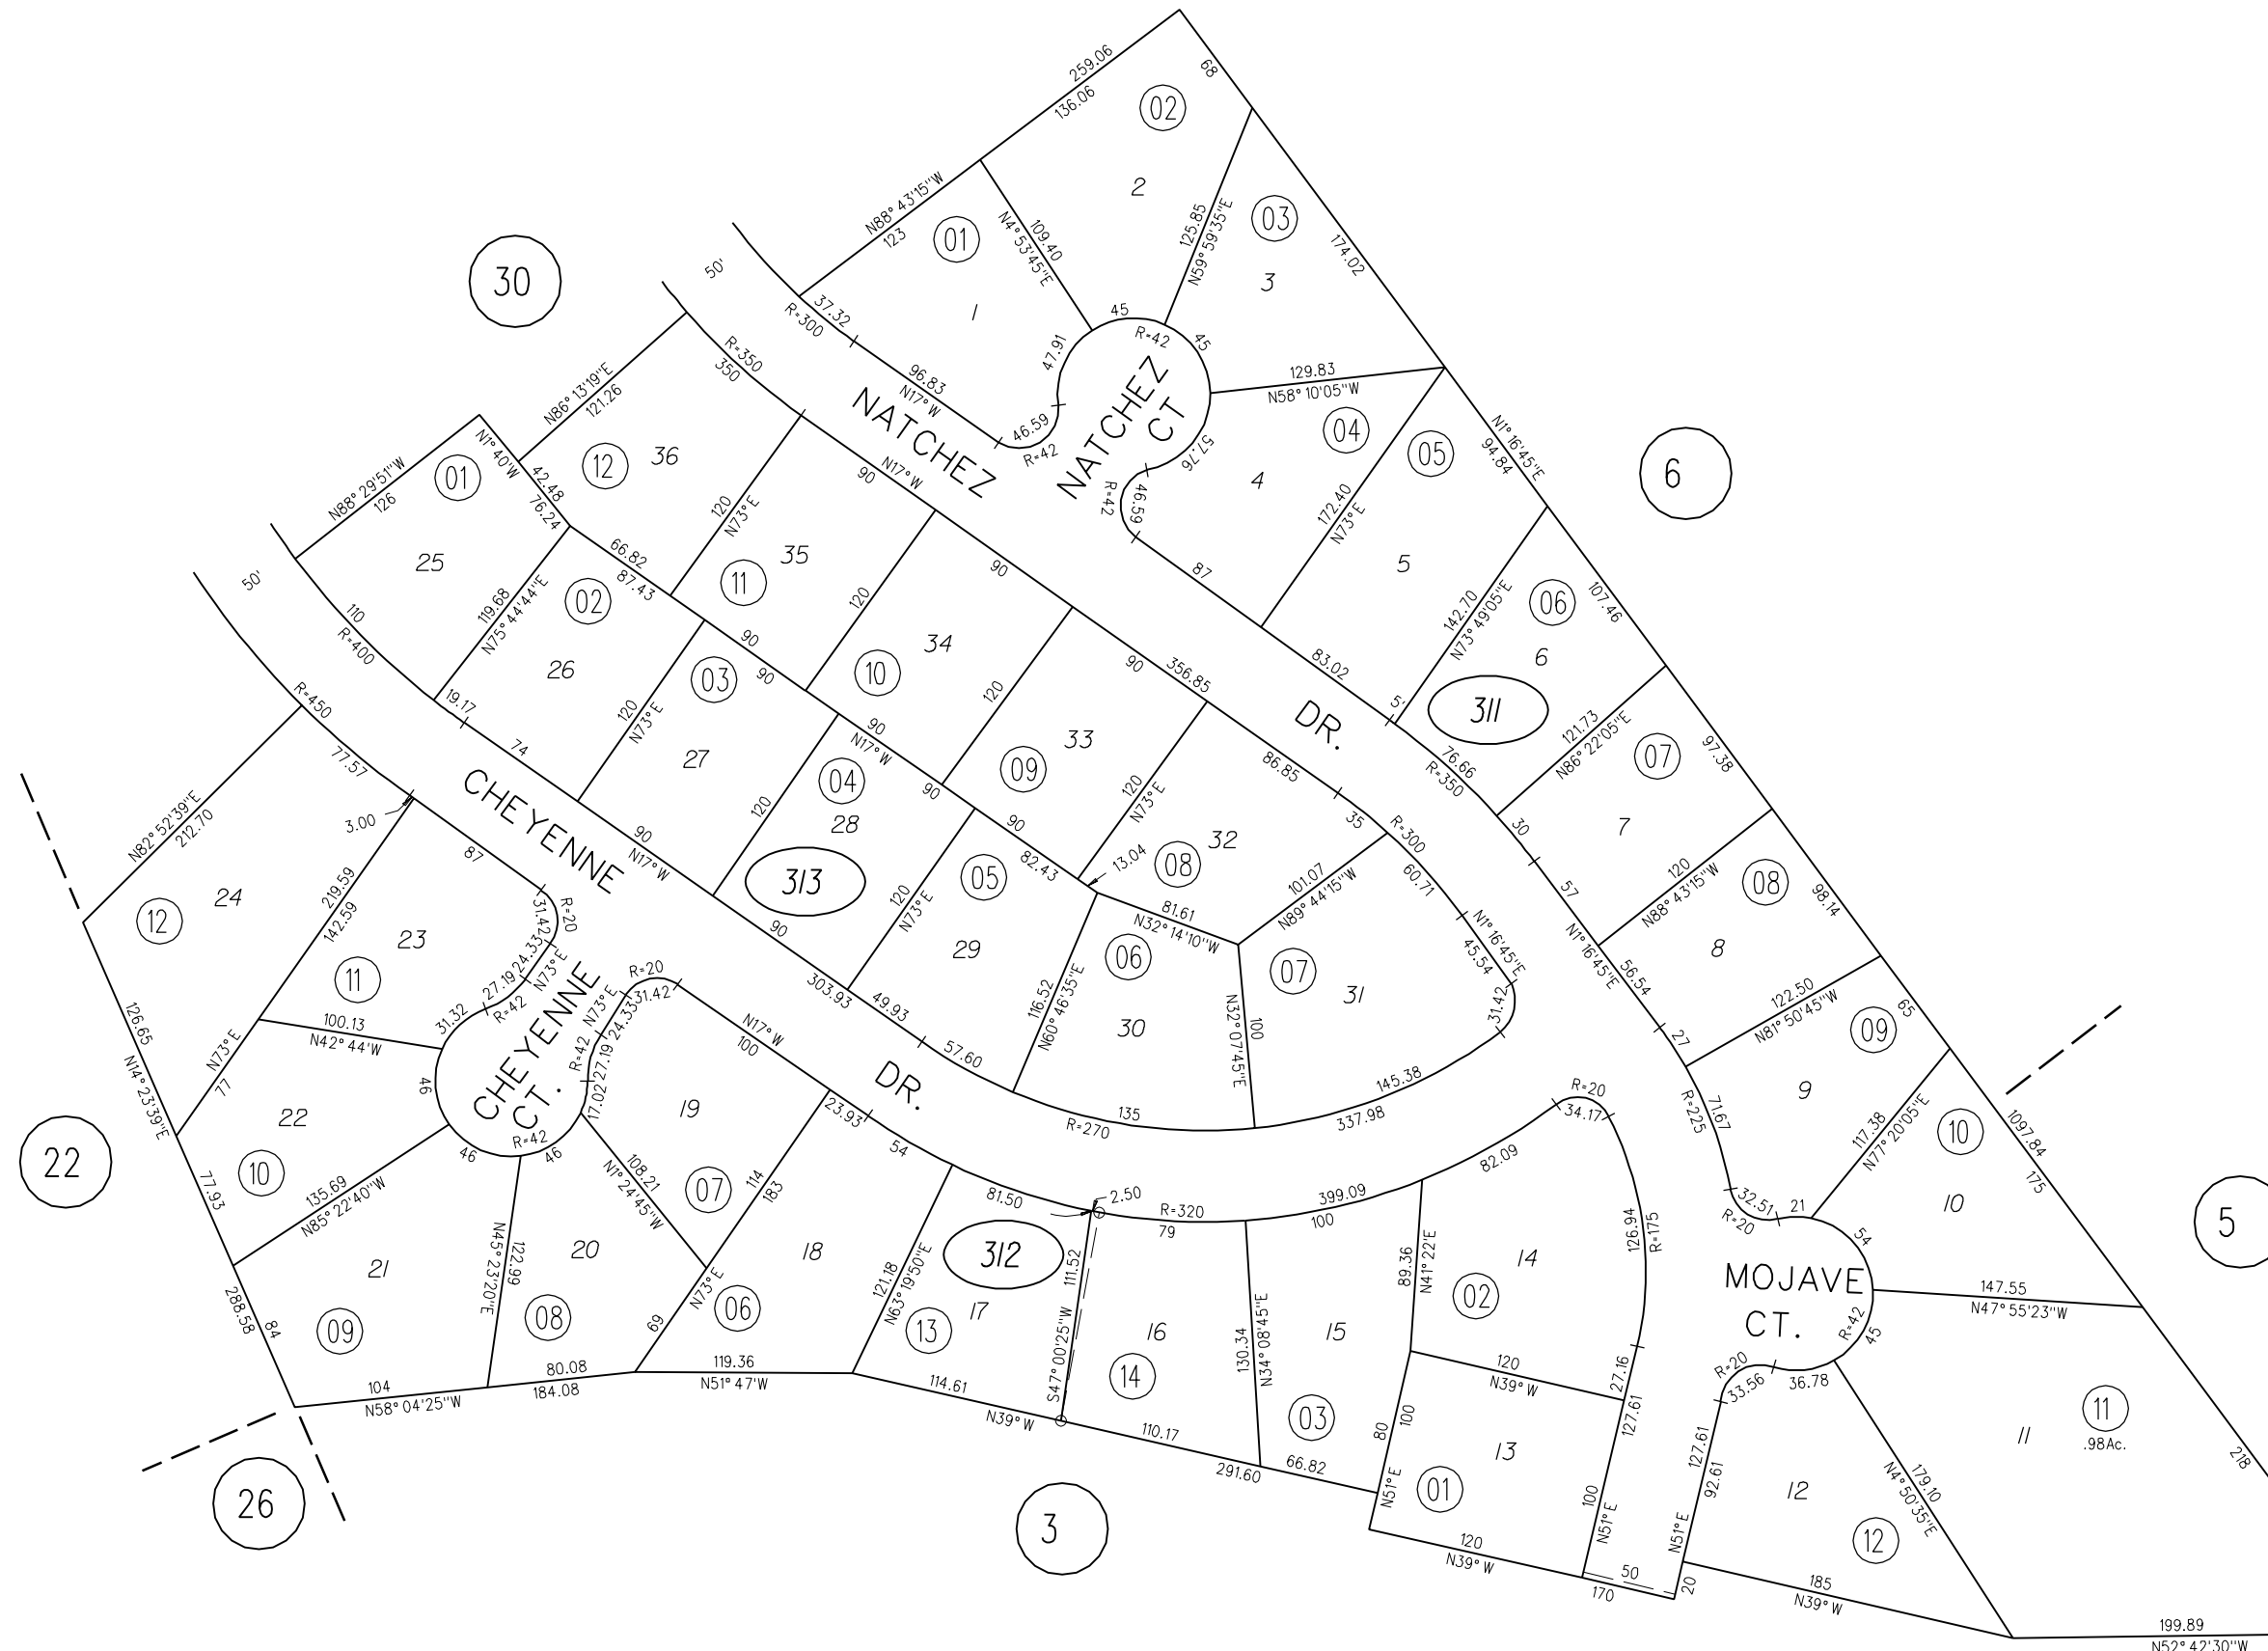 259.06
136.06
68
02
2
N88° 43'15"W
123
01
1
109.40
N4° 53'45"E
125.85
N59° 59'35"E
03
3
174.02
30
50'
37.32
R=300
96.83
N17° W
46.59
R=42
47.91
45
R=42
45
NATCHEZ
CT
57.76
46.59
R=42
129.83
N58° 10'05"W
04
4
87
172.40
N73° E
05
5
N1° 16'45"E
94.84
6
83.02
5'
142.70
N73° 49'05"E
06
6
107.46
311
76.66
R=350
121.73
N86° 22'05"E
07
7
97.38
30
57
120
N88° 43'15"W
08
8
98.14
N1° 16'45"E
56.54
27
122.50
N81° 50'45"W
09
9
65
R=225
71.67
117.38
N77° 20'05"E
10
10
1097.84
175
32.51
R=20
21
54
147.55
N47° 55'23"W
MOJAVE
CT.
R=42
45
R=20
33.56
36.78
11
11
.98Ac.
218
5
127.61
92.61
N51° E
20
12
12
179.10
N4° 50'35"E
185
N39° W
199.89
N52° 42'30"W
NATCHEZ
DR.
R=350
350
N86° 13'19"E
121.26
12
36
N1° 40'W
42.48
76.24
N88° 29'51"W
126
01
25
50'
110
R=400
119.68
N75° 44'44"E
19.17
02
26
66.82
87.43
120
N73° E
11
35
90
N17° W
90
90
120
10
34
90
356.85
03
27
74
120
N73° E
90
N17° W
04
28
120
90
N17° W
120
09
33
90
90
82.43
13.04
120
N73° E
86.85
08
32
35
R=300
60.71
101.07
N89° 44'15"W
81.61
N32° 14'10"W
N1° 16'45"E
45.54
31.42
07
31
313
90
120
N73° E
05
29
303.93
49.93
57.60
116.52
N60° 46'35"E
06
30
100
N32° 07'45"E
135
R=270
145.38
337.98
CHEYENNE
DR.
R=450
77.57
N82° 52'39"E
212.70
12
24
3.00
87
219.59
142.59
23
11
R=20
31.42
24.33
N73° E
27.19
R=42
31.32
100.13
N42° 44'W
CHEYENNE
CT.
R=20
31.42
N73° E
24.33
27.19
R=42
17.02
46
46
R=42
46
126.65
N14° 23'39"E
N73° E
77
22
10
22
77.93
135.69
N85° 22'40"W
21
09
288.58
84
104
N58° 04'25"W
N45° 23'20"E
122.99
20
08
80.08
184.08
N17° W
100
19
07
108.21
N1° 24'45"W
114
183
N73° E
69
23.93'
54
18
06
119.36
N51° 47'W
81.50
121.18
N63° 19'50"E
312
17
13
114.61
N39° W
2.50
111.52
S47° 00'25"W
R=320
79
16
14
110.17
399.09
100
130.34
N34° 08'45"E
15
03
66.82
291.60
82.09
R=20
34.17
89.36
N41° 22'E
14
02
126.94
R=175
120
N39° W
27.16
127.61
80
100
N51° E
13
01
100
N51° E
120
N39° W
50
170
26
3